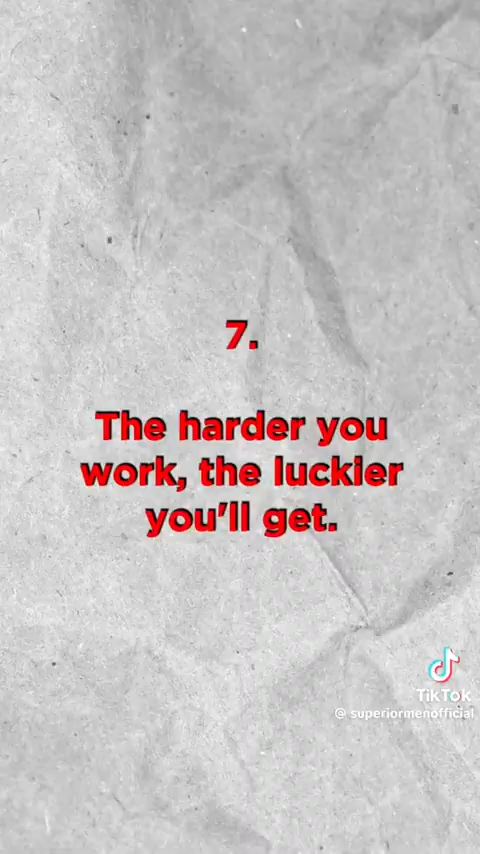 7.
The harder you
work, the luckier
you'll get.
TikTok
@ superiormenofficial